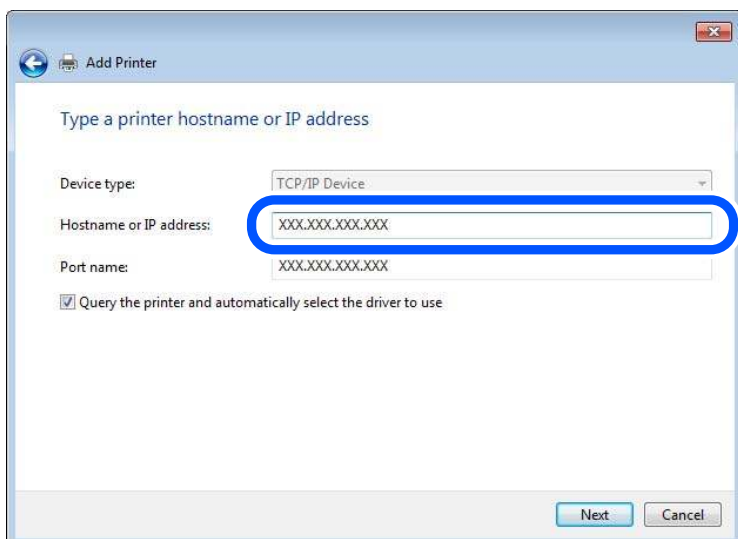 Add Printer
Type a printer hostname or IP address
Device type: TCP/IP Device
Hostname or IP address: XXX.XXX.XXX.XXX
Port name: XXX.XXX.XXX.XXX
Query the printer and automatically select the driver to use
Next Cancel